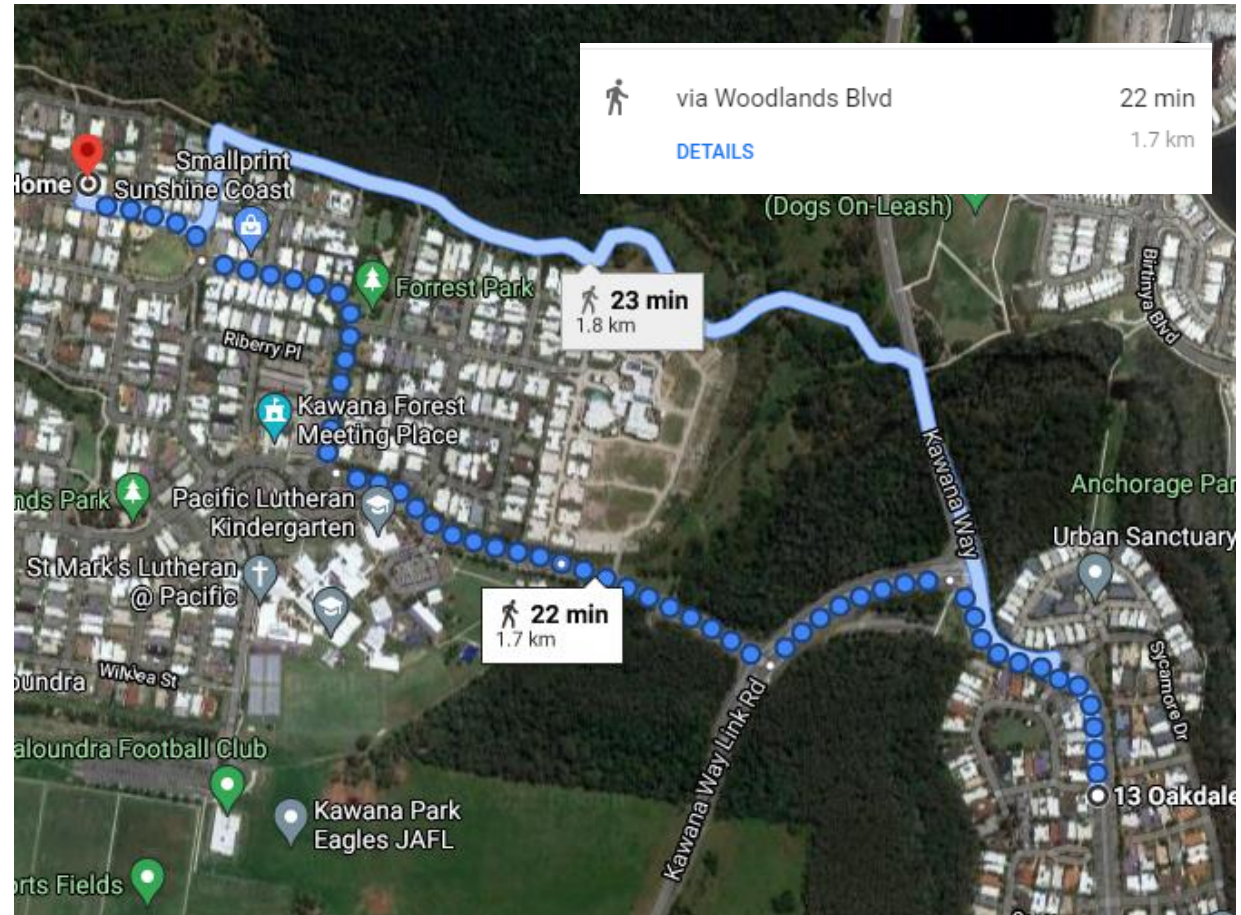 via Woodlands Blvd
22 min
DETAILS
1.7 km
Smallprint
Sunshine Coast
Home
(Dogs On-Leash)
Birtinya Blvd
Forrest Park
23 min
1.8 km
Riberry Pl
Kawana Forest
Meeting Place
Kawana Way
nds Park
Pacific Lutheran
Kindergarten
Anchorage Par
Urban Sanctuary
St Mark's Lutheran
@ Pacific
22 min
1.7 km
Sycamore Dr
oundra
St
Kawana Way Link Rd
aloundra Football Club
13 Oakdale
Kawana Park
Eagles JAFL
orts Fields